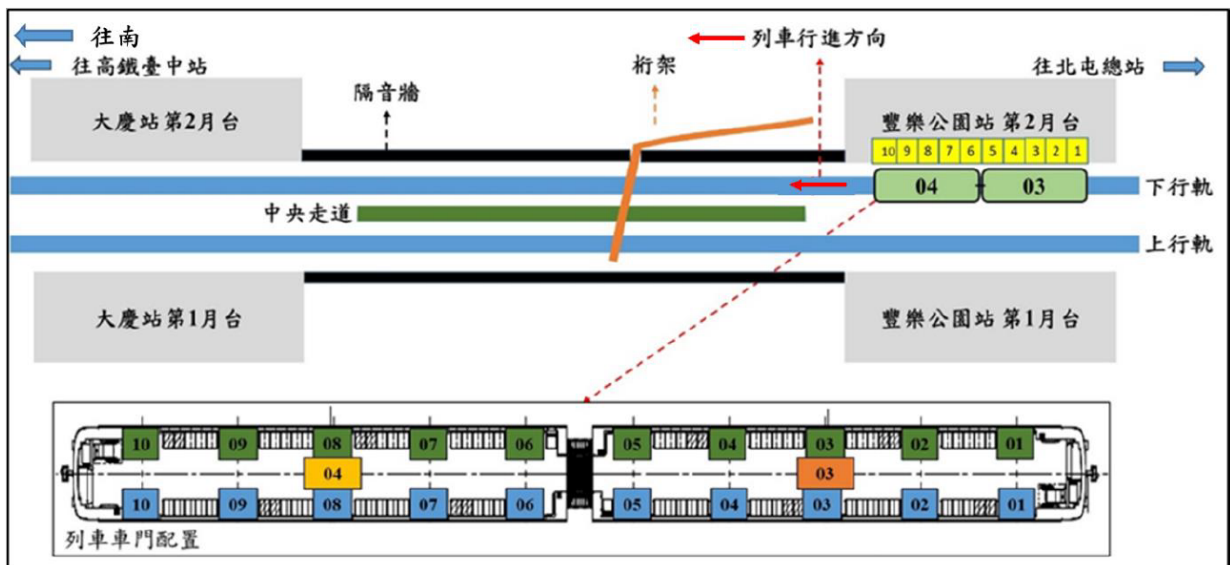 往南
往高鐵臺中站
列車行進方向
往北屯總站
桁架
隔音牆
大慶站第2月台
豐樂公園站 第2月台
10 9 8 7 6 5 4 3 2 1
04 03
下行軌
中央走道
上行軌
大慶站第1月台
豐樂公園站 第1月台
10 09 08 07 06 05 04 03 02 01
04 03
10 09 08 07 06 05 04 03 02 01
列車車門配置